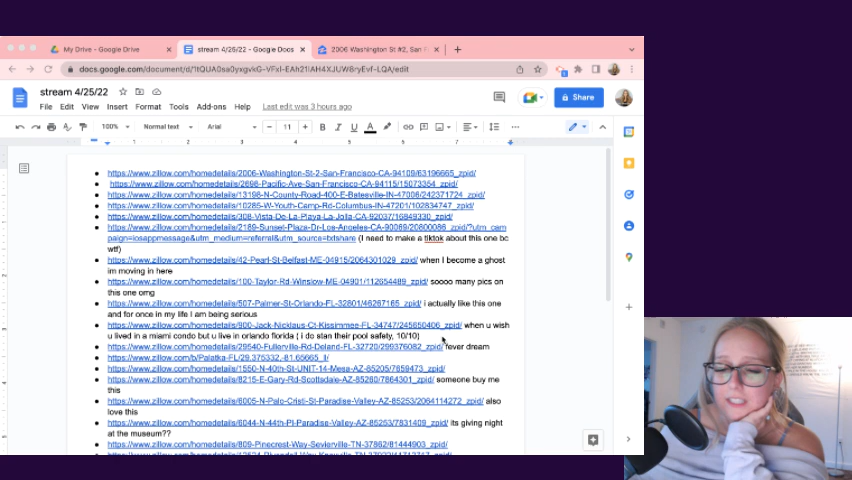 My Drive - Google Drive
stream 4/25/22 - Google Docs
2006 Washington St #2, San F
docs.google.com/document/d/1tQUA0sa0yxgvkG-VFxI-EAh21IAH4XJUW8ryEvf-LQA/edit
stream 4/25/22
File Edit View Insert Format Tools Add-ons Help Last edit was 3 hours ago
Share
100% Normal text Arial 11
https://www.zillow.com/homedetails/2006-Washington-St-2-San-Francisco-CA-94109/63196665_zpid/
https://www.zillow.com/homedetails/2698-Pacific-Ave-San-Francisco-CA-94115/15073354_zpid/
https://www.zillow.com/homedetails/13198-N-County-Road-400-E-Batesville-IN-47006/242371724_zpid/
https://www.zillow.com/homedetails/10285-W-Youth-Camp-Rd-Columbus-IN-47201/102834747_zpid/
https://www.zillow.com/homedetails/308-Vista-De-La-Playa-La-Jolla-CA-92037/16849330_zpid/
https://www.zillow.com/homedetails/2189-Sunset-Plaza-Dr-Los-Angeles-CA-90069/20800086_zpid/?utm_cam
paign=iosappmessage&utm_medium=referral&utm_source=txtshare (I need to make a tiktok about this one bc
wtf)
https://www.zillow.com/homedetails/42-Pearl-St-Belfast-ME-04915/2064301029_zpid/ when I become a ghost
im moving in here
https://www.zillow.com/homedetails/100-Taylor-Rd-Winslow-ME-04901/112654489_zpid/ soooo many pics on
this one omg
https://www.zillow.com/homedetails/507-Palmer-St-Orlando-FL-32801/46267165_zpid/ i actually like this one
and for once in my life I am being serious
https://www.zillow.com/homedetails/900-Jack-Nicklaus-Ct-Kissimmee-FL-34747/245650406_zpid/ when u wish
u lived in a miami condo but u live in orlando florida ( i do stan their pool safety, 10/10)
https://www.zillow.com/homedetails/29540-Fullerville-Rd-Deland-FL-32720/299376082_zpid/ fever dream
https://www.zillow.com/b/Palatka-FL/29.375332,-81.65665_ll/
https://www.zillow.com/homedetails/1550-N-40th-St-UNIT-14-Mesa-AZ-85205/7859473_zpid/
https://www.zillow.com/homedetails/8215-E-Gary-Rd-Scottsdale-AZ-85260/7864301_zpid/ someone buy me
this
https://www.zillow.com/homedetails/6005-N-Palo-Cristi-St-Paradise-Valley-AZ-85253/2064114272_zpid/ also
love this
https://www.zillow.com/homedetails/6044-N-44th-Pl-Paradise-Valley-AZ-85253/7831409_zpid/ its giving night
at the museum??
https://www.zillow.com/homedetails/809-Pinecrest-Way-Sevierville-TN-37862/81444903_zpid/